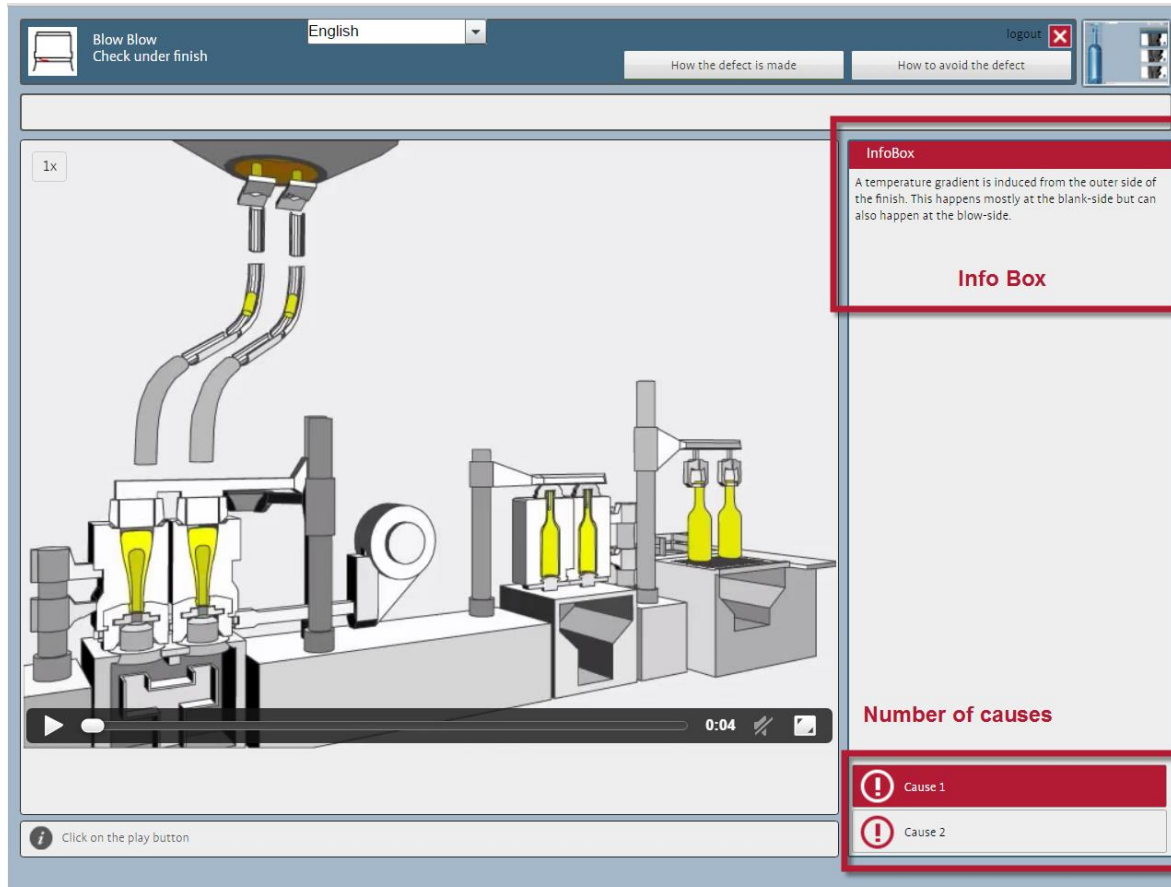 Blow Blow
Check under finish
English
logout
How the defect is made
How to avoid the defect
1x
InfoBox
A temperature gradient is induced from the outer side of
the finish. This happens mostly at the blank-side but can
also happen at the blow-side.
Info Box
0:04
Number of causes
Cause 1
Cause 2
Click on the play button